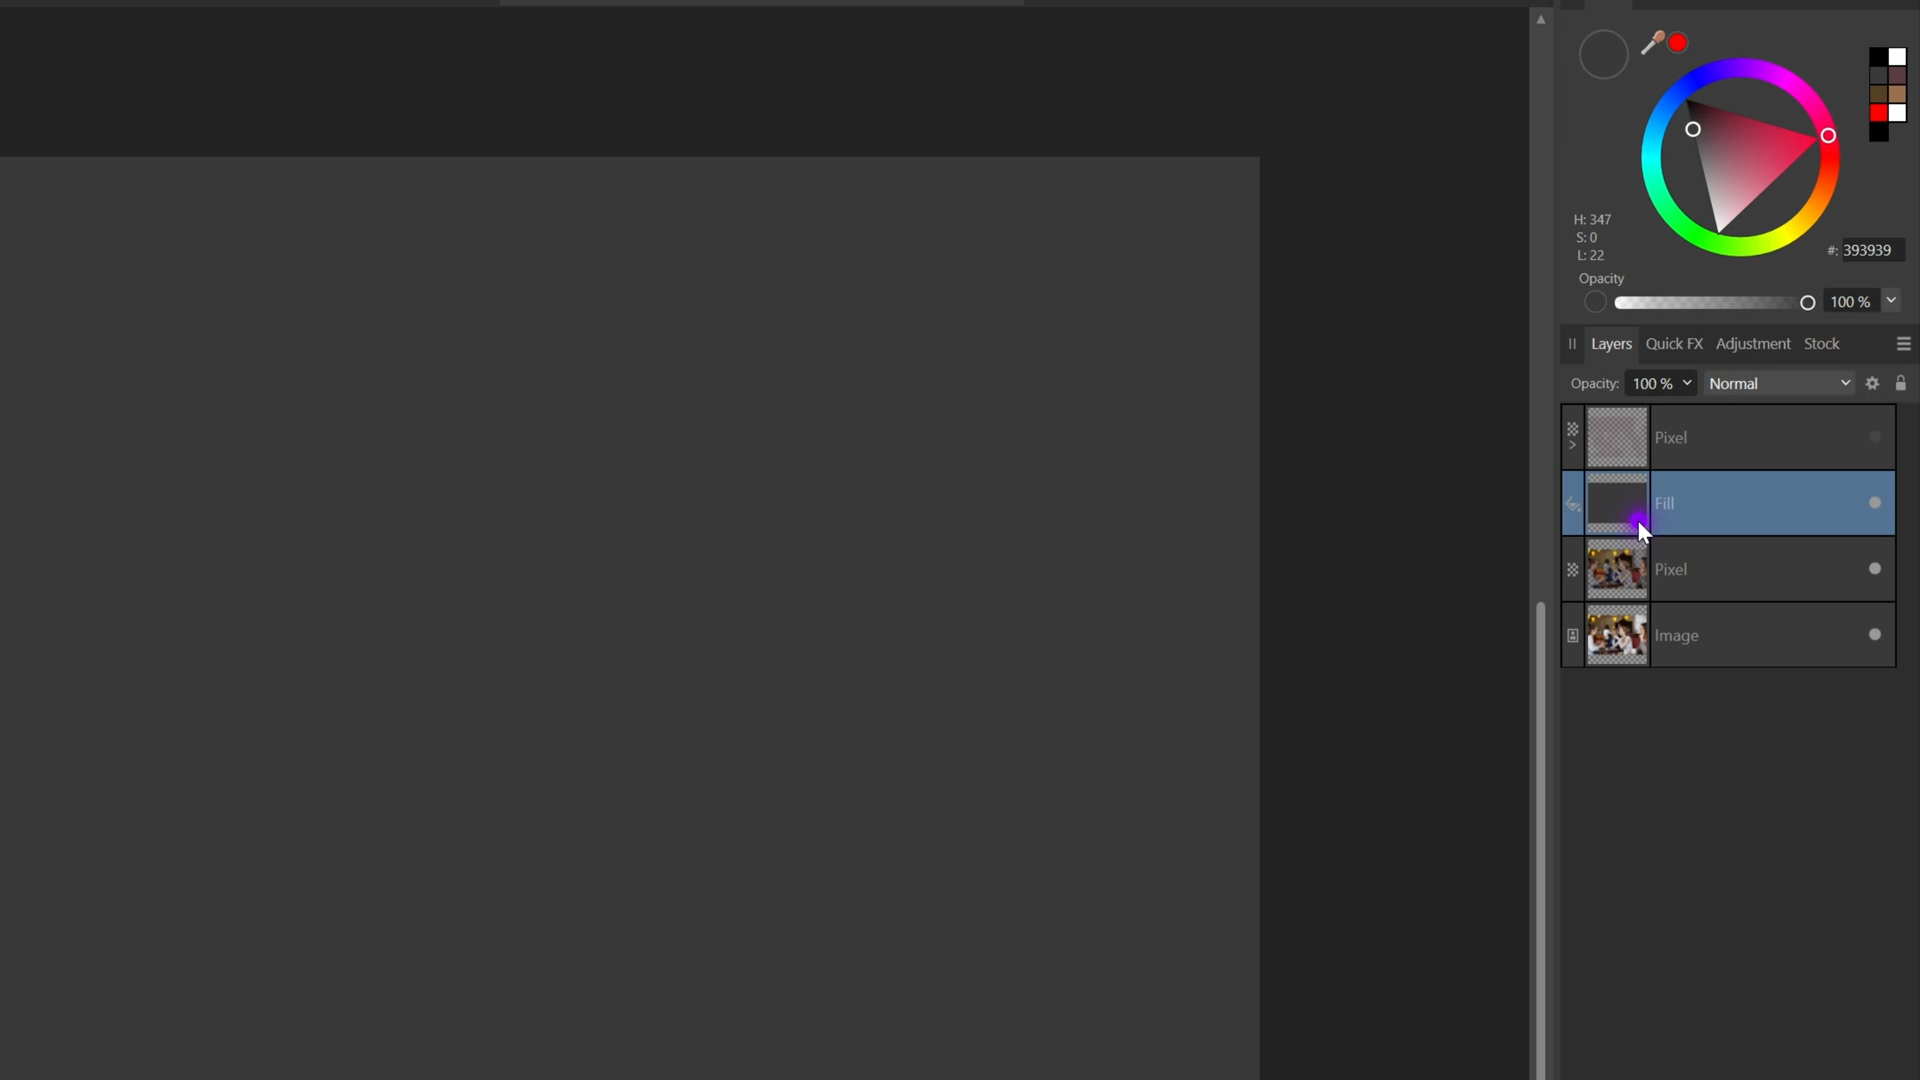 H: 347
S: 0
L: 22
#: 393939
Opacity
100 %
Layers Quick FX Adjustment Stock
Opacity: 100 % Normal
Pixel
Fill
Pixel
Image